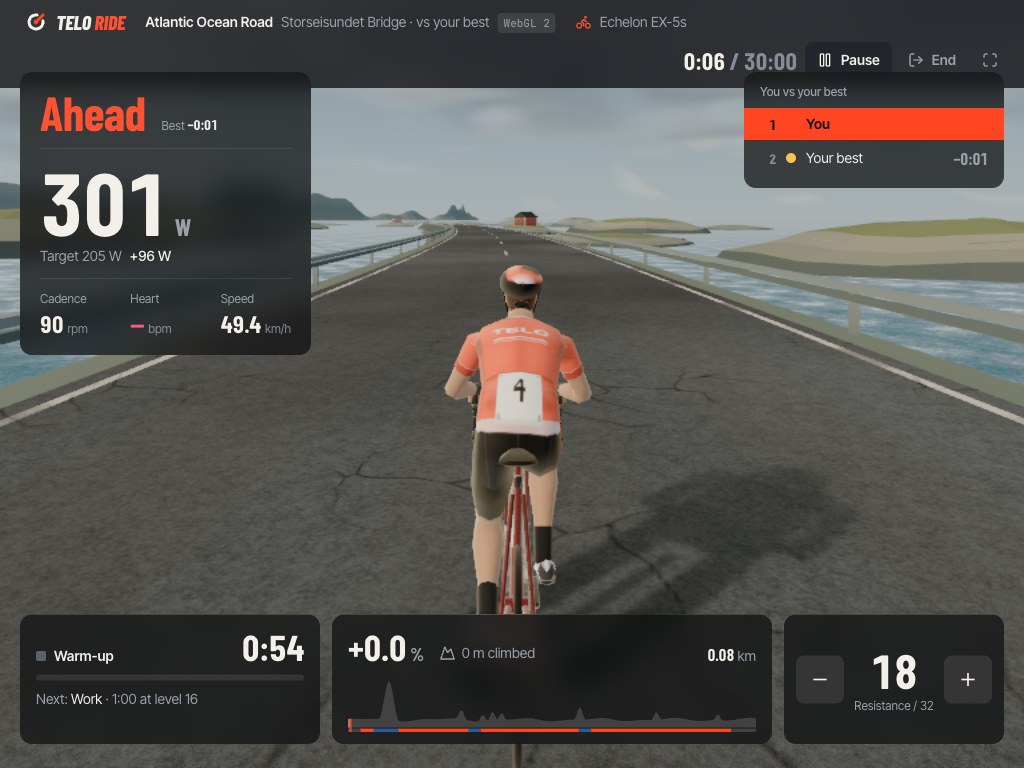 TELO RIDE Atlantic Ocean Road Storseisundet Bridge · vs your best WebGL 2 Echelon EX-5s
0:06 / 30:00 Pause End
Ahead Best −0:01
301 W
Target 205 W +96 W
Cadence Heart Speed
90 rpm — bpm 49.4 km/h
You vs your best
1 You
2 Your best −0:01
TELO
4
Warm-up 0:54
Next: Work · 1:00 at level 16
+0.0 % 0 m climbed 0.08 km
− 18 +
Resistance / 32